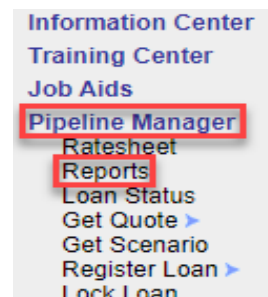 Information Center
Training Center
Job Aids
Pipeline Manager
Ratesheet
Reports
Loan Status
Get Quote ➤
Get Scenario
Register Loan ➤
Lock Loan